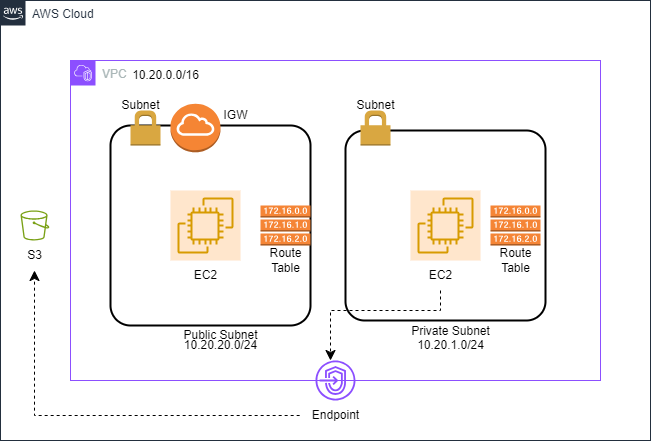 aws
AWS Cloud
VPC 10.20.0.0/16
Subnet
IGW
Subnet
172.16.0.0
172.16.1.0
172.16.2.0
Route
Table
EC2
172.16.0.0
172.16.1.0
172.16.2.0
Route
Table
EC2
S3
Public Subnet
10.20.20.0/24
Private Subnet
10.20.1.0/24
Endpoint